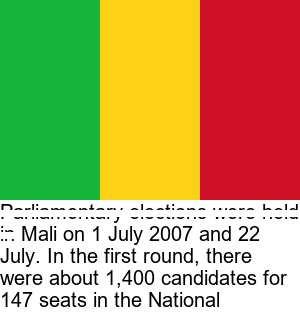 Parliamentary elections were held
in Mali on 1 July 2007 and 22
July. In the first round, there
were about 1,400 candidates for
147 seats in the National